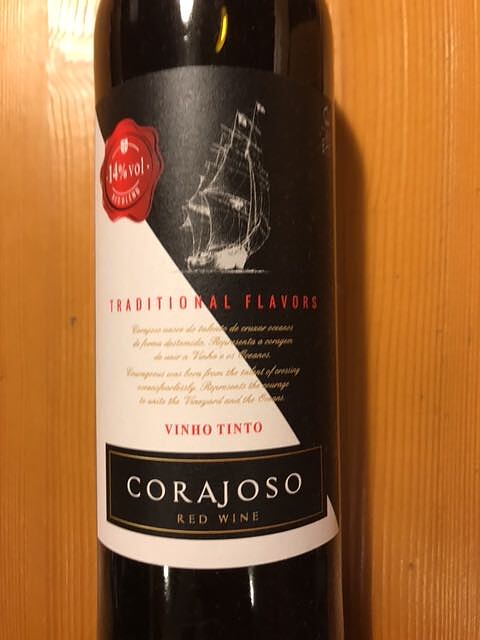 14% vol
TRADITIONAL FLAVORS
Corajoso nasce do talento de cruzar oceanos
de forma destemida. Representa a coragem
de unir a Vinha e os Oceanos.
Courageous was born from the talent of crossing
oceans fearlessly. Represents the courage
to unite the Vineyard and the Oceans.
VINHO TINTO
CORAJOSO
RED WINE